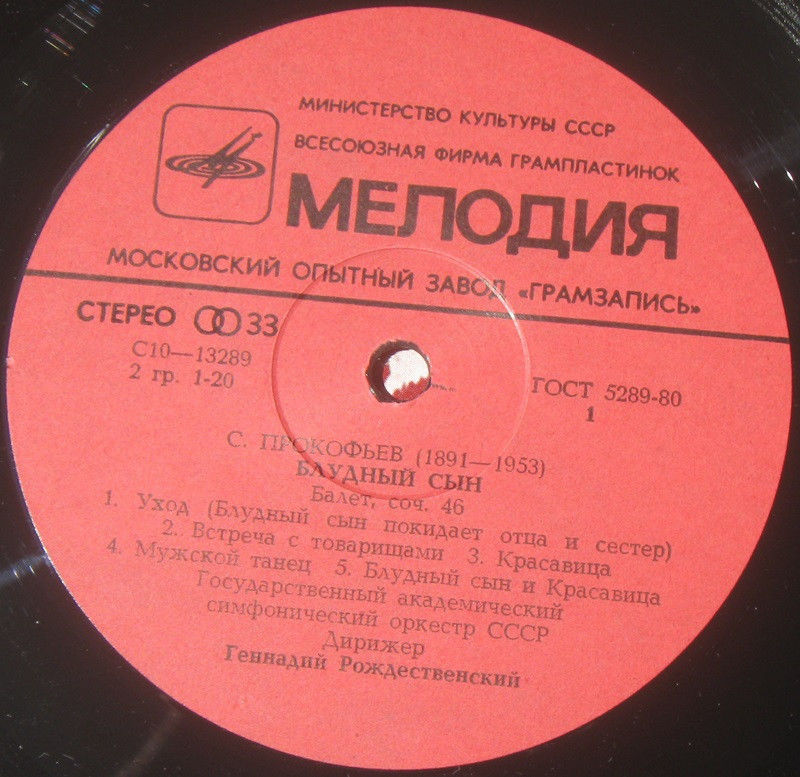 МИНИСТЕРСТВО КУЛЬТУРЫ СССР
ВСЕСОЮЗНАЯ ФИРМА ГРАМПЛАСТИНОК
МЕЛОДИЯ
МОСКОВСКИЙ ОПЫТНЫЙ ЗАВОД «ГРАМЗАПИСЬ»
СТЕРЕО 33
С10—13289
2 гр. 1-20
ГОСТ 5289-80
1
С. ПРОКОФЬЕВ (1891—1953)
БЛУДНЫЙ СЫН
Балет, соч. 46
1. Уход (Блудный сын покидает отца и сестер)
2. Встреча с товарищами 3. Красавица
4. Мужской танец 5. Блудный сын и Красавица
Государственный академический
симфонический оркестр СССР
Дирижер
Геннадий Рождественский